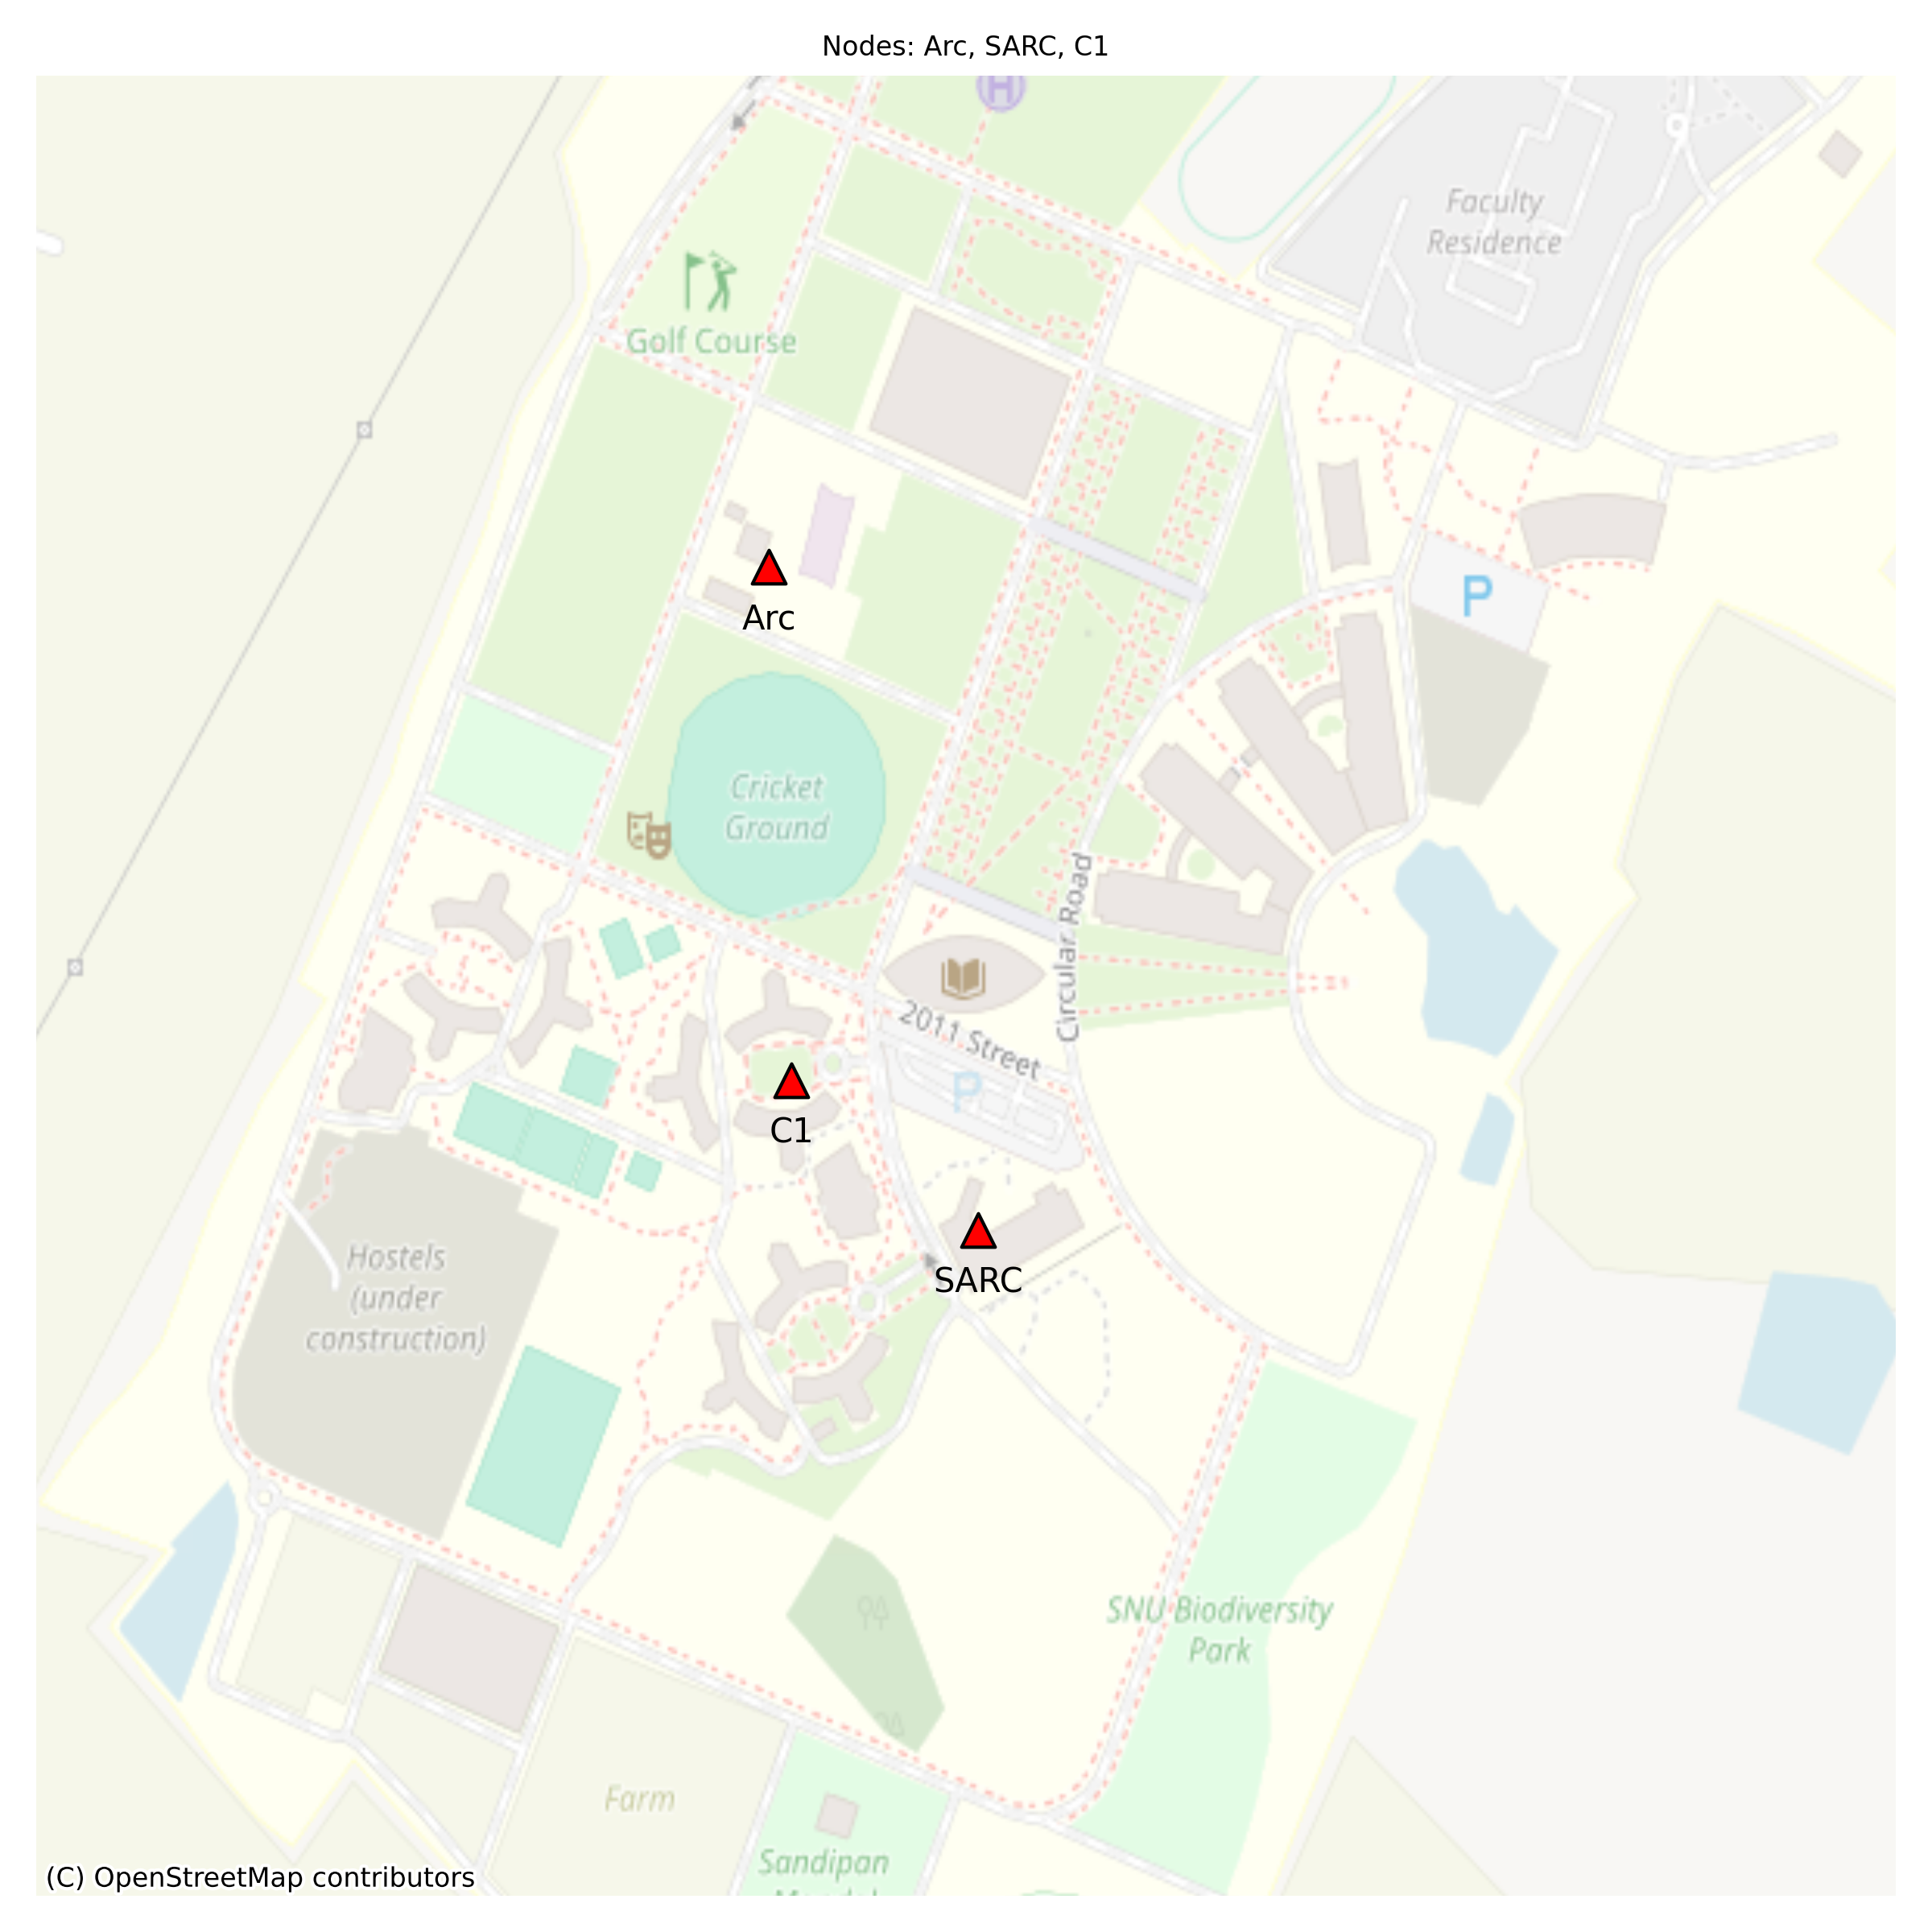 Nodes: Arc, SARC, C1
H
Faculty
Residence
Golf Course
Arc
P
Cricket
Ground
Circular Road
2011 Street
P
C1
SARC
Hostels
(under
construction)
SNU Biodiversity
Park
Farm
Sandipan
(C) OpenStreetMap contributors